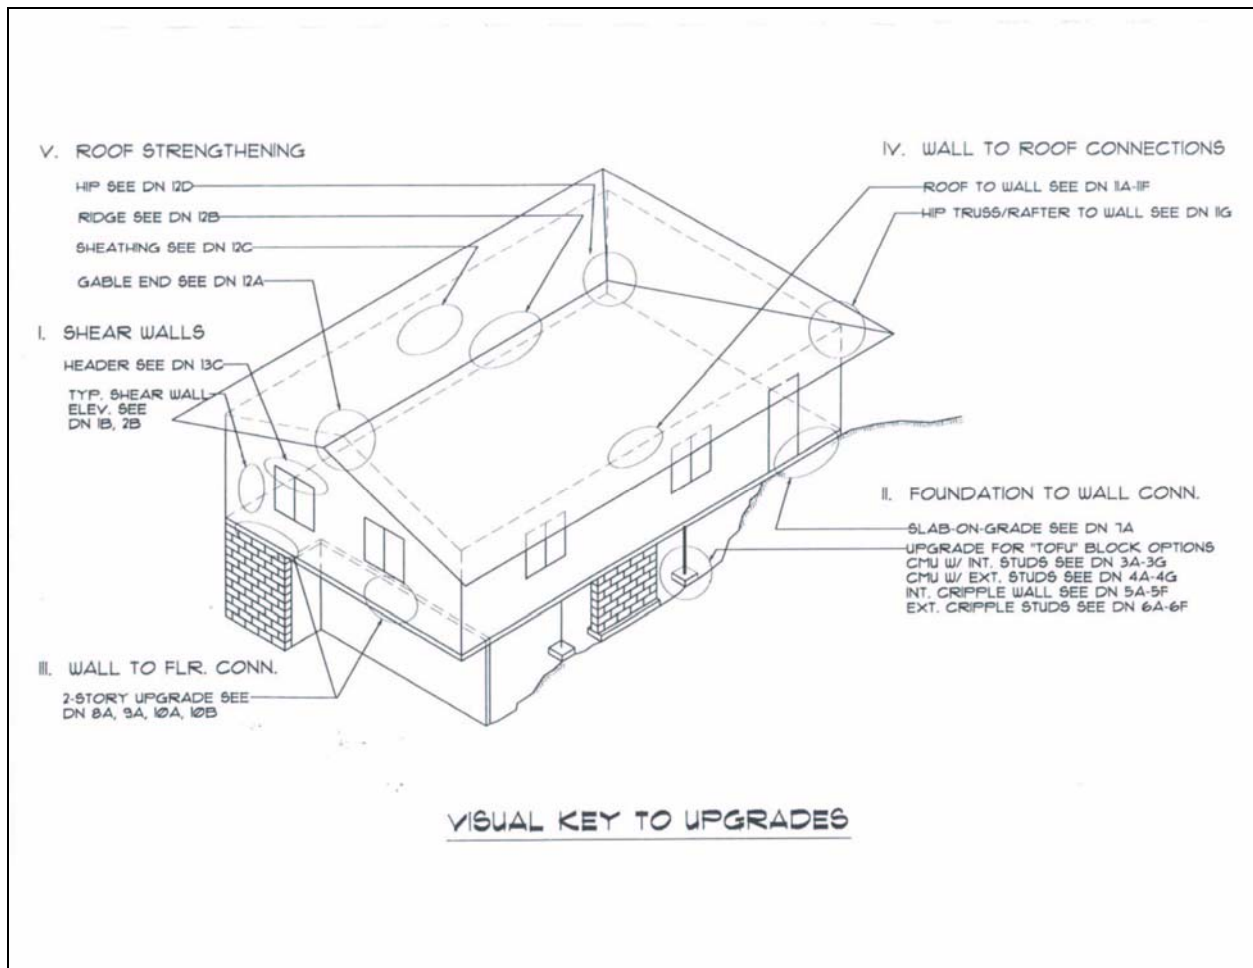 V. ROOF STRENGTHENING
HIP SEE DN 12D
RIDGE SEE DN 12B
SHEATHING SEE DN 12C
GABLE END SEE DN 12A
I. SHEAR WALLS
HEADER SEE DN 13C
TYP. SHEAR WALL
ELEV. SEE
DN 1B, 2B
IV. WALL TO ROOF CONNECTIONS
ROOF TO WALL SEE DN 11A-11F
HIP TRUSS/RAFTER TO WALL SEE DN 11G
II. FOUNDATION TO WALL CONN.
SLAB-ON-GRADE SEE DN 7A
UPGRADE FOR "TOFU" BLOCK OPTIONS
CMU W/ INT. STUDS SEE DN 3A-3G
CMU W/ EXT. STUDS SEE DN 4A-4G
INT. CRIPPLE WALL SEE DN 5A-5F
EXT. CRIPPLE STUDS SEE DN 6A-6F
III. WALL TO FLR. CONN.
2-STORY UPGRADE SEE
DN 8A, 9A, 10A, 10B
VISUAL KEY TO UPGRADES